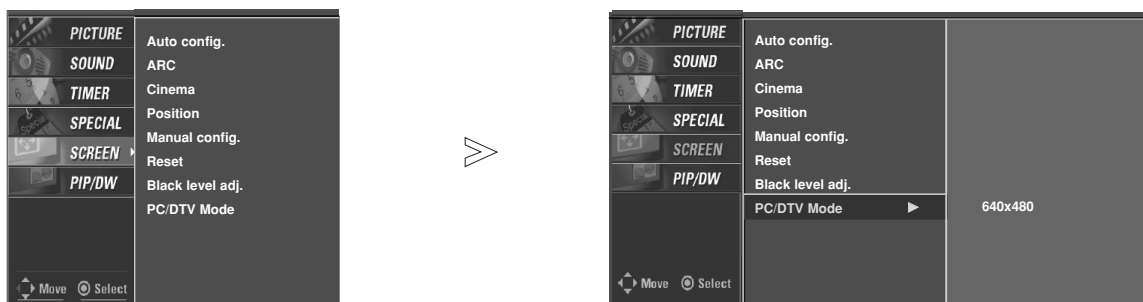 PICTURE
SOUND
TIMER
SPECIAL
SCREEN
PIP/DW
Move Select
Auto config.
ARC
Cinema
Position
Manual config.
Reset
Black level adj.
PC/DTV Mode
PICTURE
SOUND
TIMER
SPECIAL
SCREEN
PIP/DW
Move Select
Auto config.
ARC
Cinema
Position
Manual config.
Reset
Black level adj.
PC/DTV Mode
640x480